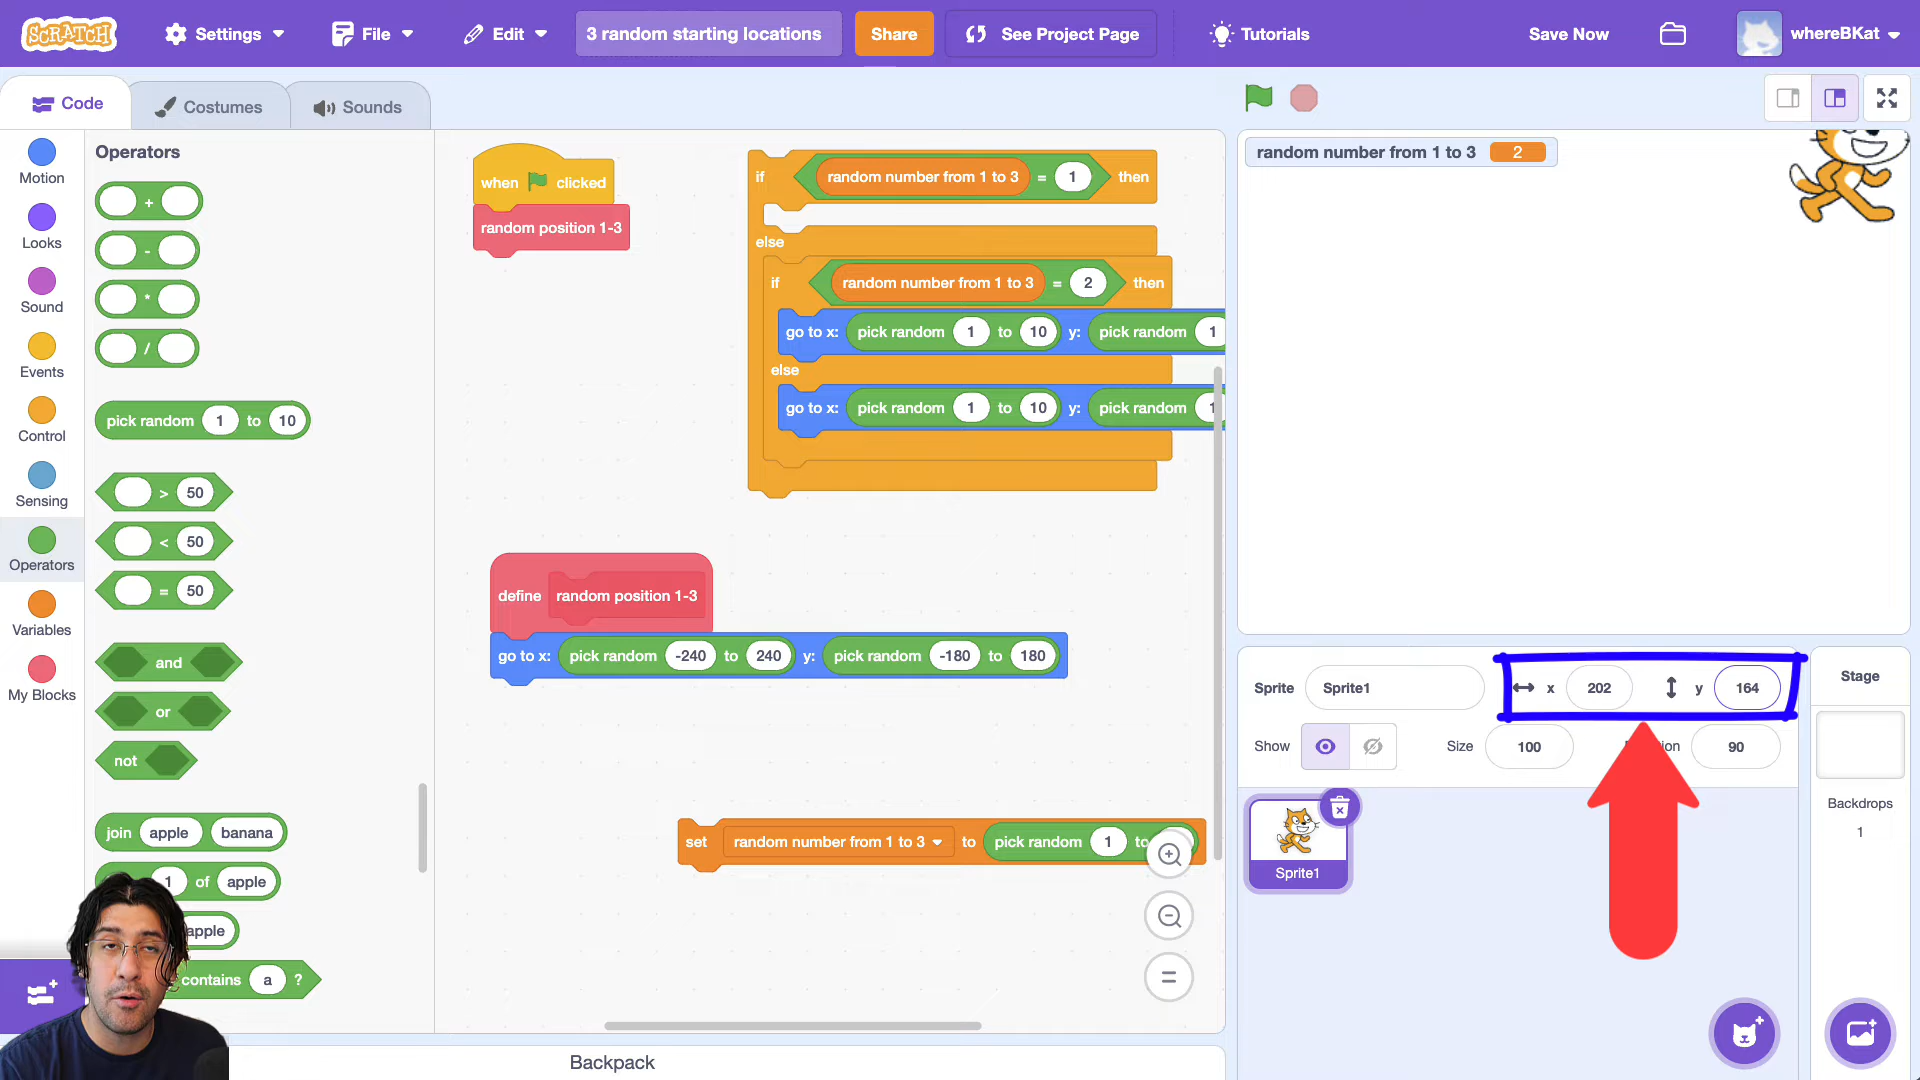 SCRATCH
Settings
File
Edit
3 random starting locations
Share
See Project Page
Tutorials
Save Now
whereBKat
Code
Costumes
Sounds
Motion
Looks
Sound
Events
Control
Sensing
Operators
Variables
My Blocks
Operators
+
-
*
/
pick random 1 to 10
> 50
< 50
= 50
and
or
not
join apple banana
1 of apple
apple
contains a ?
when clicked
random position 1-3
if random number from 1 to 3 = 1 then
else
if random number from 1 to 3 = 2 then
go to x: pick random 1 to 10 y: pick random 1
else
go to x: pick random 1 to 10 y: pick random 1
define random position 1-3
go to x: pick random -240 to 240 y: pick random -180 to 180
set random number from 1 to 3 to pick random 1 to
Backpack
random number from 1 to 3 2
Sprite Sprite1 x 202 y 164
Show Size 100 90
Sprite1
Stage
Backdrops
1